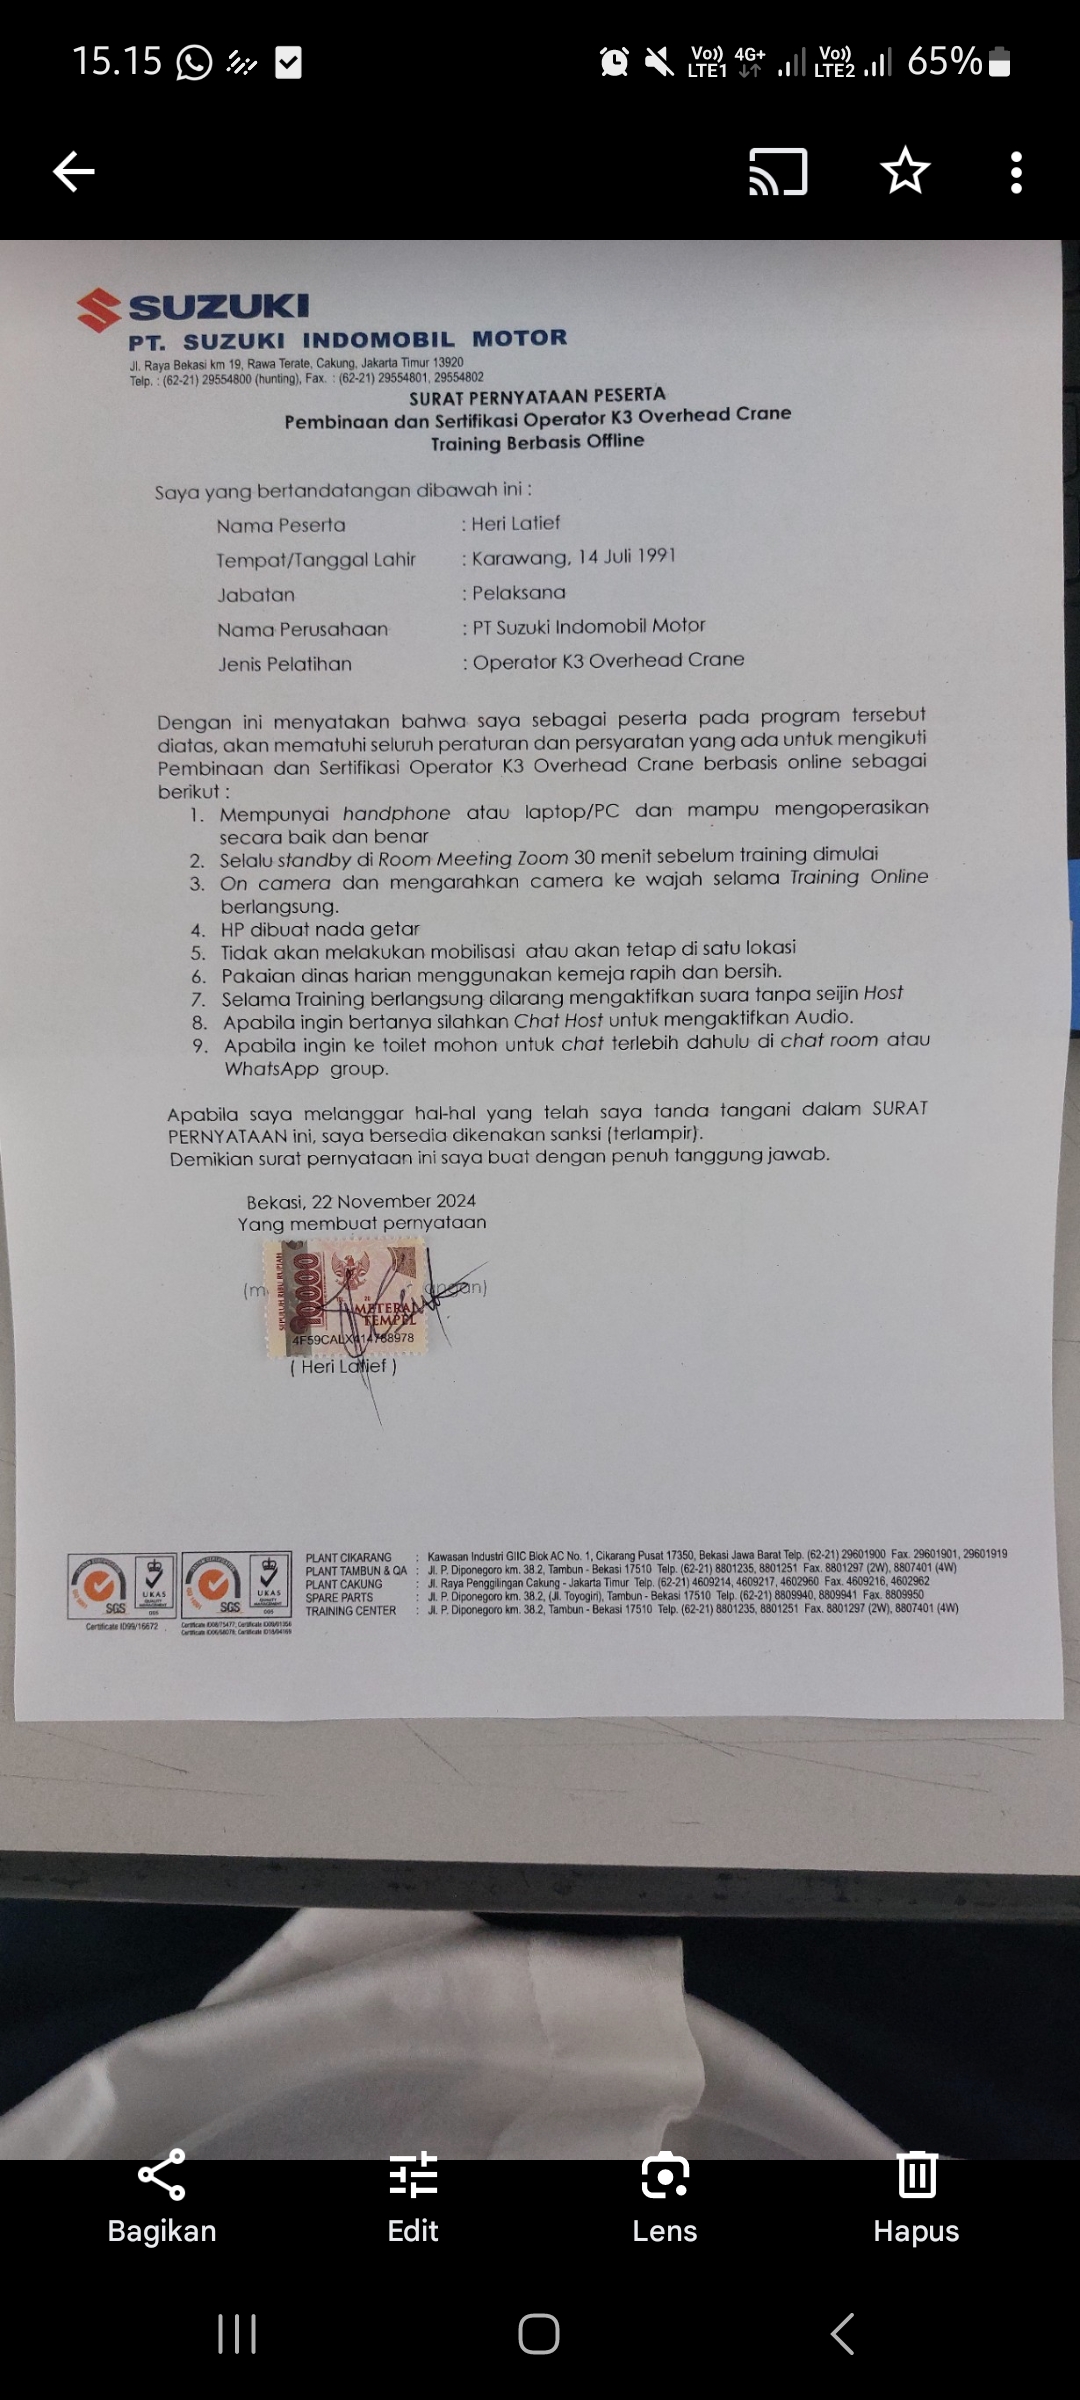 15.15
Vo)) LTE1 4G+ Vo)) LTE2 65%
SUZUKI
PT. SUZUKI INDOMOBIL MOTOR
Jl. Raya Bekasi km 19, Rawa Terate, Cakung, Jakarta Timur 13920
Telp. : (62-21) 29554800 (hunting), Fax. : (62-21) 29554801, 29554802
SURAT PERNYATAAN PESERTA
Pembinaan dan Sertifikasi Operator K3 Overhead Crane
Training Berbasis Offline
Saya yang bertandatangan dibawah ini :
Nama Peserta : Heri Latief
Tempat/Tanggal Lahir : Karawang, 14 Juli 1991
Jabatan : Pelaksana
Nama Perusahaan : PT Suzuki Indomobil Motor
Jenis Pelatihan : Operator K3 Overhead Crane
Dengan ini menyatakan bahwa saya sebagai peserta pada program tersebut
diatas, akan mematuhi seluruh peraturan dan persyaratan yang ada untuk mengikuti
Pembinaan dan Sertifikasi Operator K3 Overhead Crane berbasis online sebagai
berikut :
1. Mempunyai handphone atau laptop/PC dan mampu mengoperasikan
secara baik dan benar
2. Selalu standby di Room Meeting Zoom 30 menit sebelum training dimulai
3. On camera dan mengarahkan camera ke wajah selama Training Online
berlangsung.
4. HP dibuat nada getar
5. Tidak akan melakukan mobilisasi atau akan tetap di satu lokasi
6. Pakaian dinas harian menggunakan kemeja rapih dan bersih.
7. Selama Training berlangsung dilarang mengaktifkan suara tanpa seijin Host
8. Apabila ingin bertanya silahkan Chat Host untuk mengaktifkan Audio.
9. Apabila ingin ke toilet mohon untuk chat terlebih dahulu di chat room atau
WhatsApp group.
Apabila saya melanggar hal-hal yang telah saya tanda tangani dalam SURAT
PERNYATAAN ini, saya bersedia dikenakan sanksi (terlampir).
Demikian surat pernyataan ini saya buat dengan penuh tanggung jawab.
Bekasi, 22 November 2024
Yang membuat pernyataan
10000
METERAI
TEMPEL
4F59CALX414768978
( Heri Latief )
SGS UKAS SGS UKAS
Certificate ID99/16672
PLANT CIKARANG : Kawasan Industri GIIC Blok AC No. 1, Cikarang Pusat 17350, Bekasi Jawa Barat Telp. (62-21) 29601900 Fax. 29601901, 29601919
PLANT TAMBUN & QA : Jl. P. Diponegoro km. 38.2, Tambun - Bekasi 17510 Telp. (62-21) 8801235, 8801251 Fax. 8801297 (2W), 8807401 (4W)
PLANT CAKUNG : Jl. Raya Penggilingan Cakung - Jakarta Timur Telp. (62-21) 4609214, 4609217, 4602960 Fax. 4609216, 4602962
SPARE PARTS : Jl. P. Diponegoro km. 38.2, (Jl. Toyogiri), Tambun - Bekasi 17510 Telp. (62-21) 8809940, 8809941 Fax. 8809950
TRAINING CENTER : Jl. P. Diponegoro km. 38.2, Tambun - Bekasi 17510 Telp. (62-21) 8801235, 8801251 Fax. 8801297 (2W), 8807401 (4W)
Bagikan Edit Lens Hapus